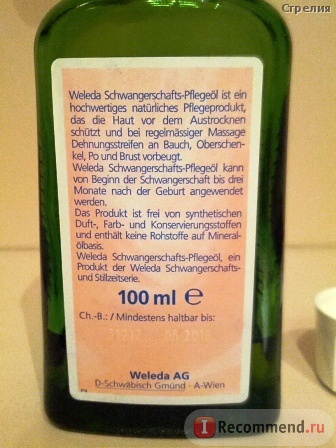 Стрелия
Weleda Schwangerschafts-Pflegeöl ist ein
hochwertiges natürliches Pflegeprodukt,
das die Haut vor dem Austrocknen
schützt und bei regelmässiger Massage
Dehnungsstreifen an Bauch, Oberschen-
kel, Po und Brust vorbeugt.
Weleda Schwangerschafts-Pflegeöl kann
von Beginn der Schwangerschaft bis drei
Monate nach der Geburt angewendet
werden.
Das Produkt ist frei von synthetischen
Duft-, Farb- und Konservierungsstoffen
und enthält keine Rohstoffe auf Mineral-
ölbasis.
Weleda Schwangerschafts-Pflegeöl, ein
Produkt der Weleda Schwangerschafts-
und Stillzeitserie.
100 ml ℮
Ch.-B.: / Mindestens haltbar bis:
Weleda AG
D-Schwäbisch Gmünd · A-Wien
I Recommend.ru